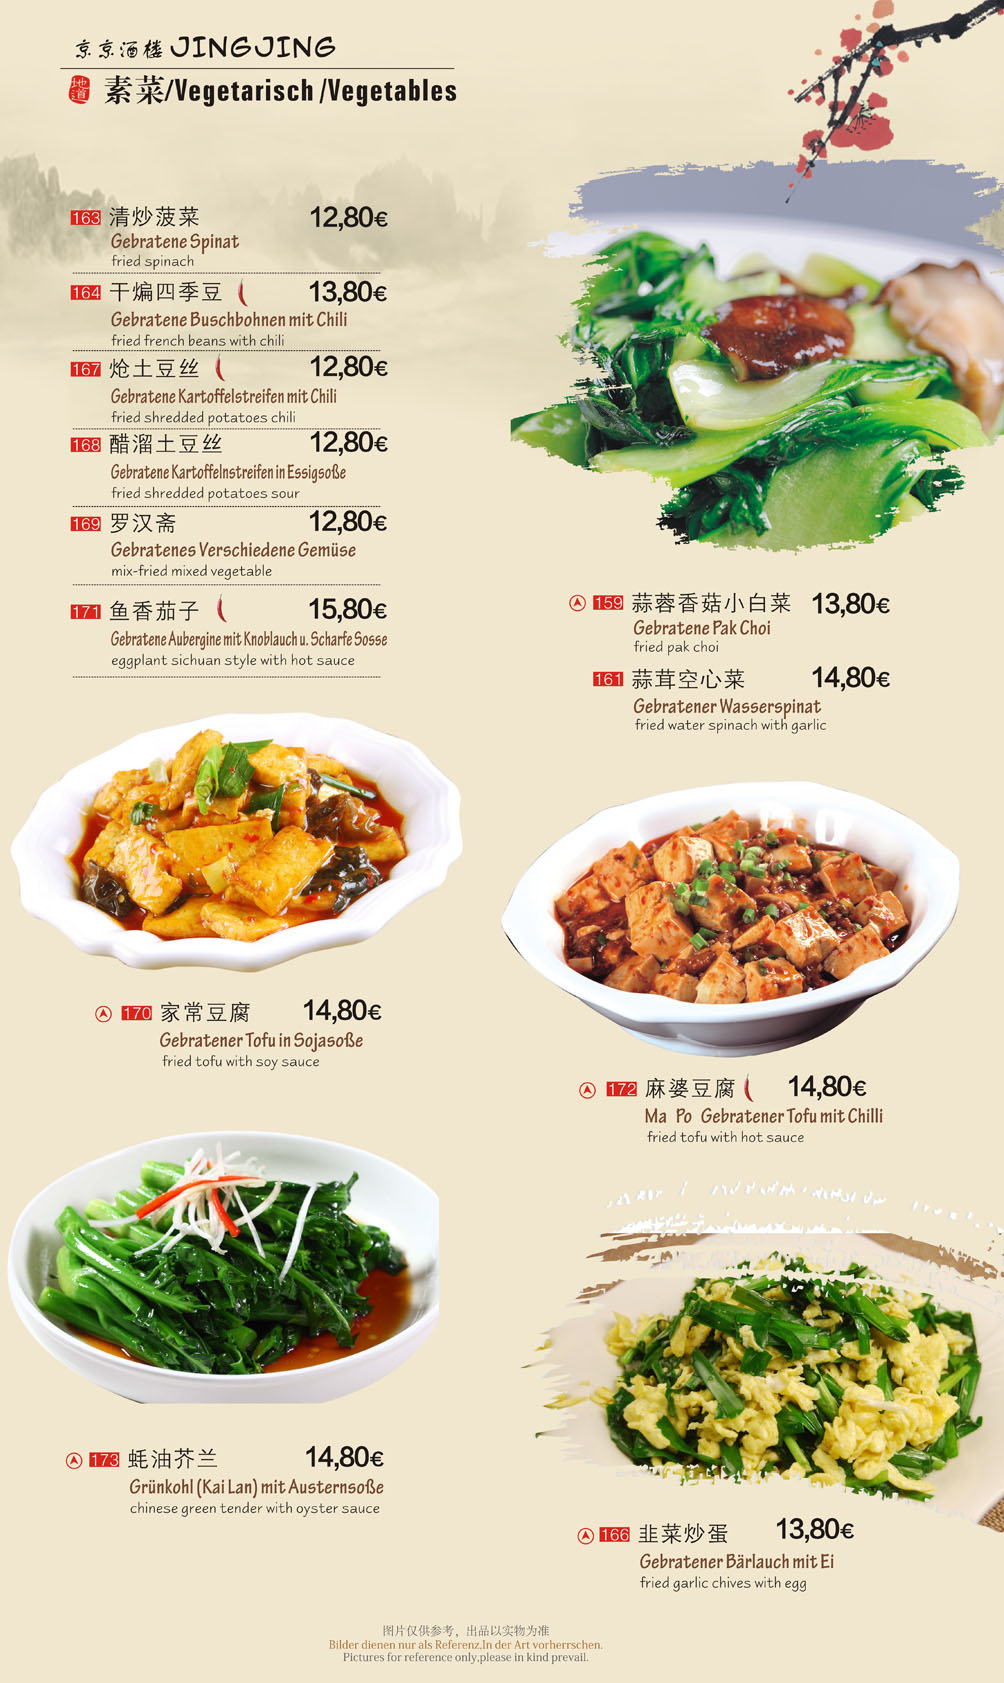 京京酒楼 JINGJING
地道 素菜/Vegetarisch /Vegetables
163 清炒菠菜 12,80€
Gebratene Spinat
fried spinach
164 干煸四季豆 13,80€
Gebratene Buschbohnen mit Chili
fried french beans with chili
167 炝土豆丝 12,80€
Gebratene Kartoffelstreifen mit Chili
fried shredded potatoes chili
168 醋溜土豆丝 12,80€
Gebratene Kartoffelnstreifen in Essigsoße
fried shredded potatoes sour
169 罗汉斋 12,80€
Gebratenes Verschiedene Gemüse
mix-fried mixed vegetable
171 鱼香茄子 15,80€
Gebratene Aubergine mit Knoblauch u. Scharfe Sosse
eggplant sichuan style with hot sauce
159 蒜蓉香菇小白菜 13,80€
Gebratene Pak Choi
fried pak choi
161 蒜茸空心菜 14,80€
Gebratener Wasserspinat
fried water spinach with garlic
170 家常豆腐 14,80€
Gebratener Tofu in Sojasoße
fried tofu with soy sauce
172 麻婆豆腐 14,80€
Ma Po Gebratener Tofu mit Chilli
fried tofu with hot sauce
173 蚝油芥兰 14,80€
Grünkohl (Kai Lan) mit Austernsoße
chinese green tender with oyster sauce
166 韭菜炒蛋 13,80€
Gebratener Bärlauch mit Ei
fried garlic chives with egg
图片仅供参考，出品以实物为准
Bilder dienen nur als Referenz,In der Art vorherrschen.
Pictures for reference only,please in kind prevail.